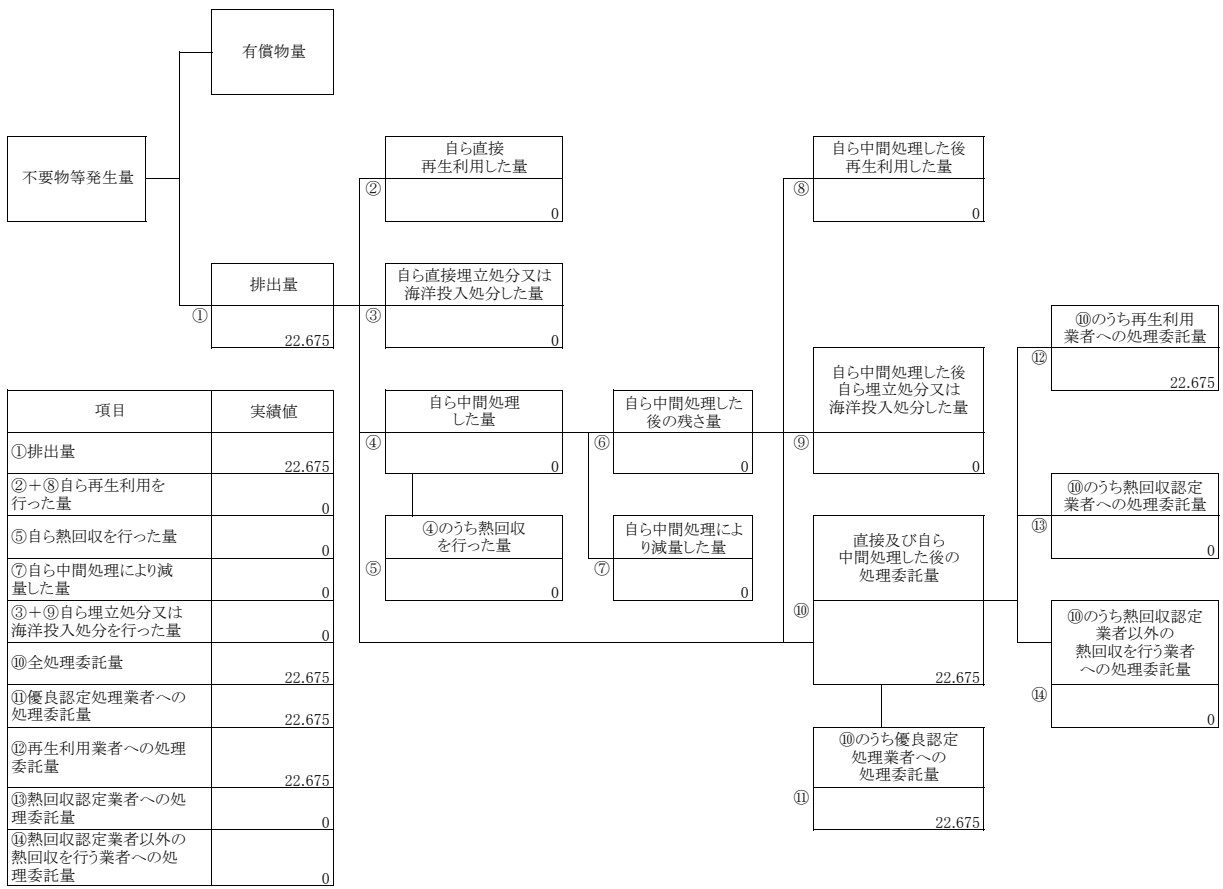 有償物量
不要物等発生量
排出量
①
22.675
自ら直接
再生利用した量
②
0
自ら直接埋立処分又は
海洋投入処分した量
③
0
自ら中間処理
した量
④
0
④のうち熱回収
を行った量
⑤
0
自ら中間処理した
後の残さ量
⑥
0
自ら中間処理によ
り減量した量
⑦
0
自ら中間処理した後
再生利用した量
⑧
0
自ら中間処理した後
自ら埋立処分又は
海洋投入処分した量
⑨
0
直接及び自ら
中間処理した後の
処理委託量
⑩
22.675
⑩のうち優良認定
処理業者への
処理委託量
⑪
22.675
⑩のうち再生利用
業者への処理委託量
⑫
22.675
⑩のうち熱回収認定
業者への処理委託量
⑬
0
⑩のうち熱回収認定
業者以外の
熱回収を行う業者
への処理委託量
⑭
0
項目 実績値
①排出量
22.675
②+⑧自ら再生利用を
行った量
0
⑤自ら熱回収を行った量
0
⑦自ら中間処理により減
量した量
0
③+⑨自ら埋立処分又は
海洋投入処分を行った量
0
⑩全処理委託量
22.675
⑪優良認定処理業者への
処理委託量
22.675
⑫再生利用業者への処理
委託量
22.675
⑬熱回収認定業者への処
理委託量
0
⑭熱回収認定業者以外の
熱回収を行う業者への処
理委託量
0